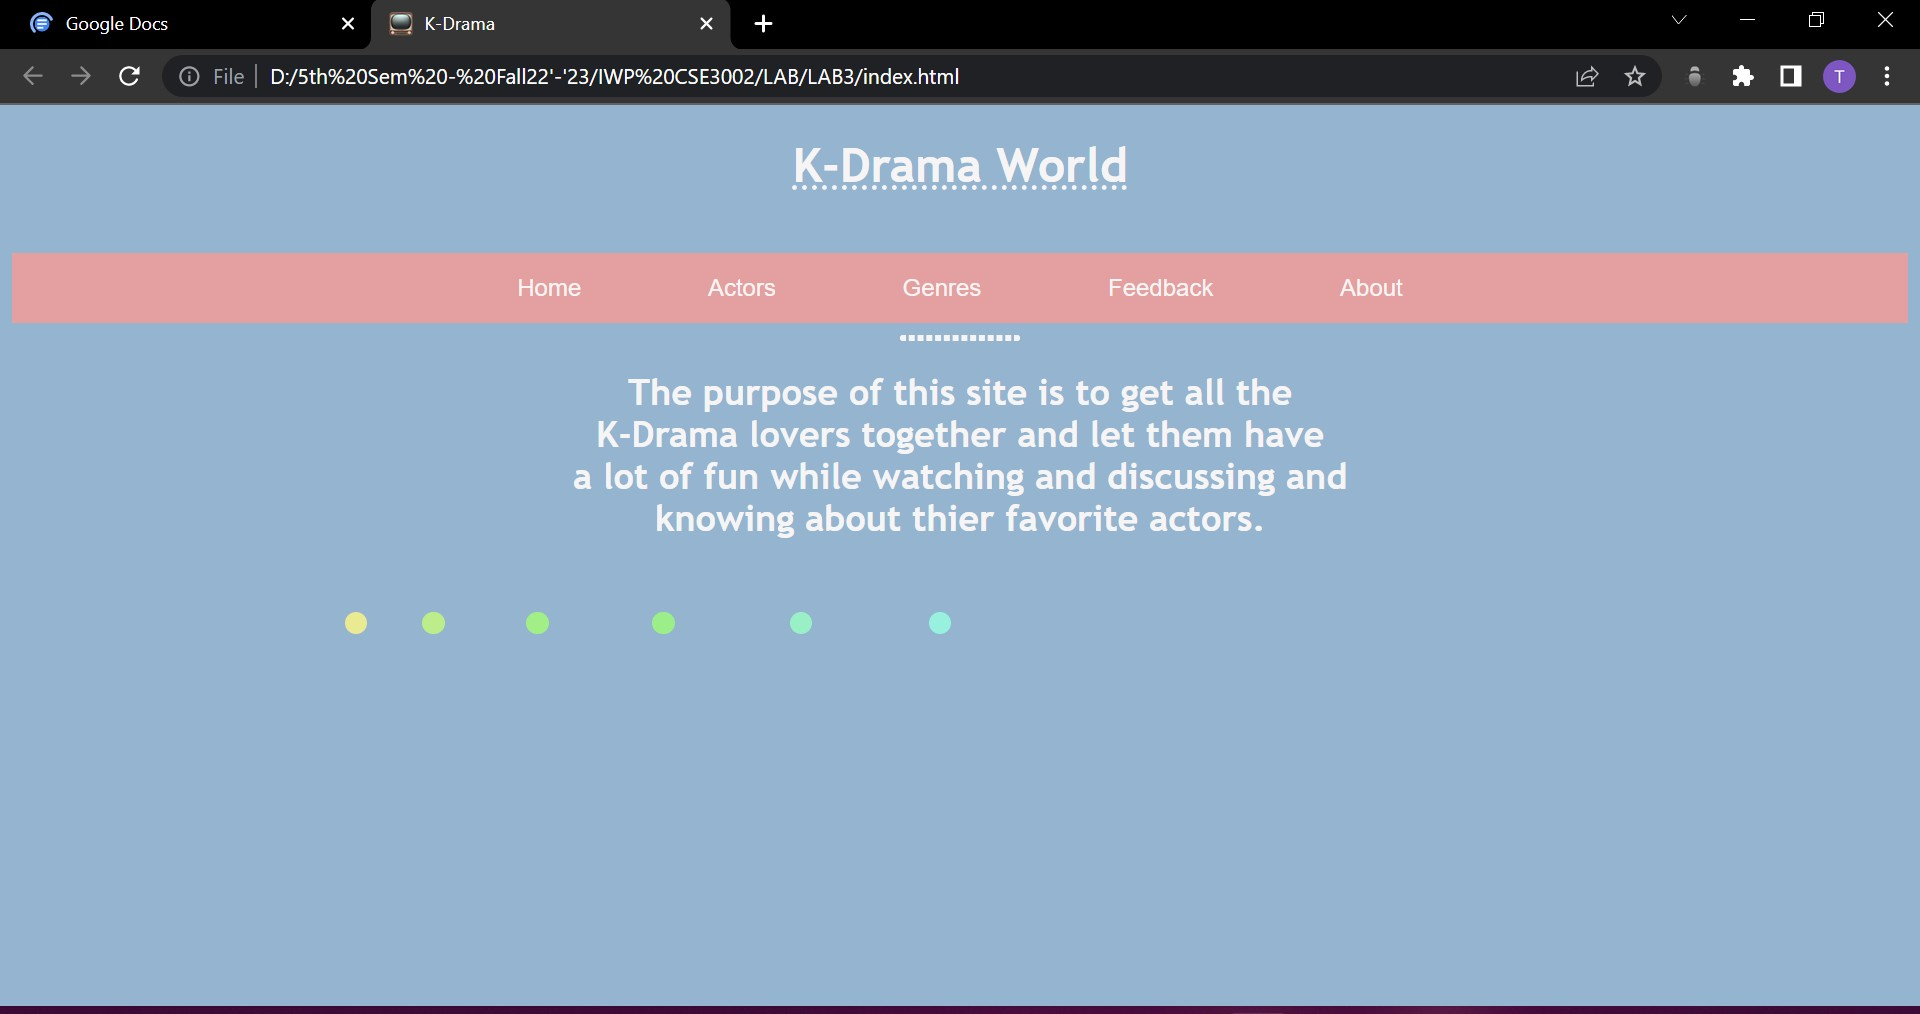 Google Docs
K-Drama
File
D:/5th%20Sem%20-%20Fall22'-'23/IWP%20CSE3002/LAB/LAB3/index.html
T
K-Drama World
Home Actors Genres Feedback About
The purpose of this site is to get all the
K-Drama lovers together and let them have
a lot of fun while watching and discussing and
knowing about thier favorite actors.